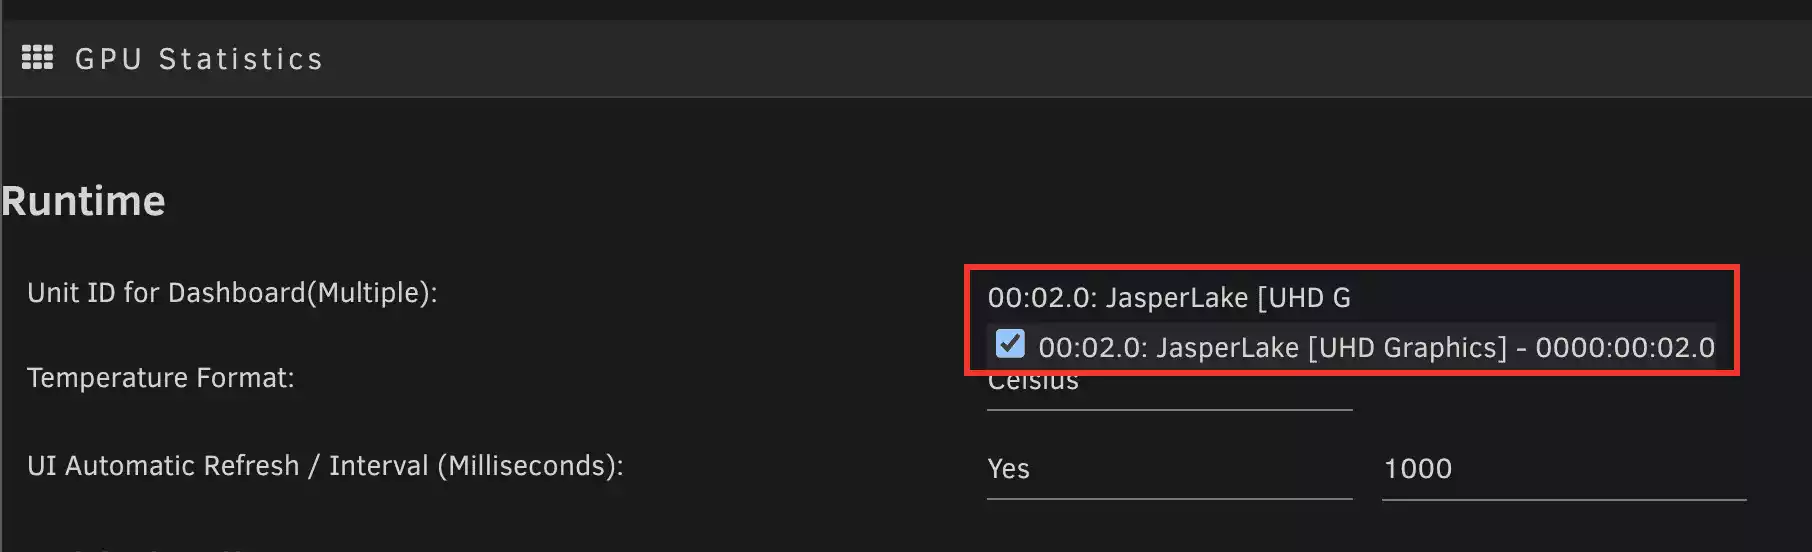 GPU Statistics
Runtime
Unit ID for Dashboard(Multiple):
00:02.0: JasperLake [UHD G
00:02.0: JasperLake [UHD Graphics] - 0000:00:02.0
Temperature Format:
Celsius
UI Automatic Refresh / Interval (Milliseconds):
Yes
1000